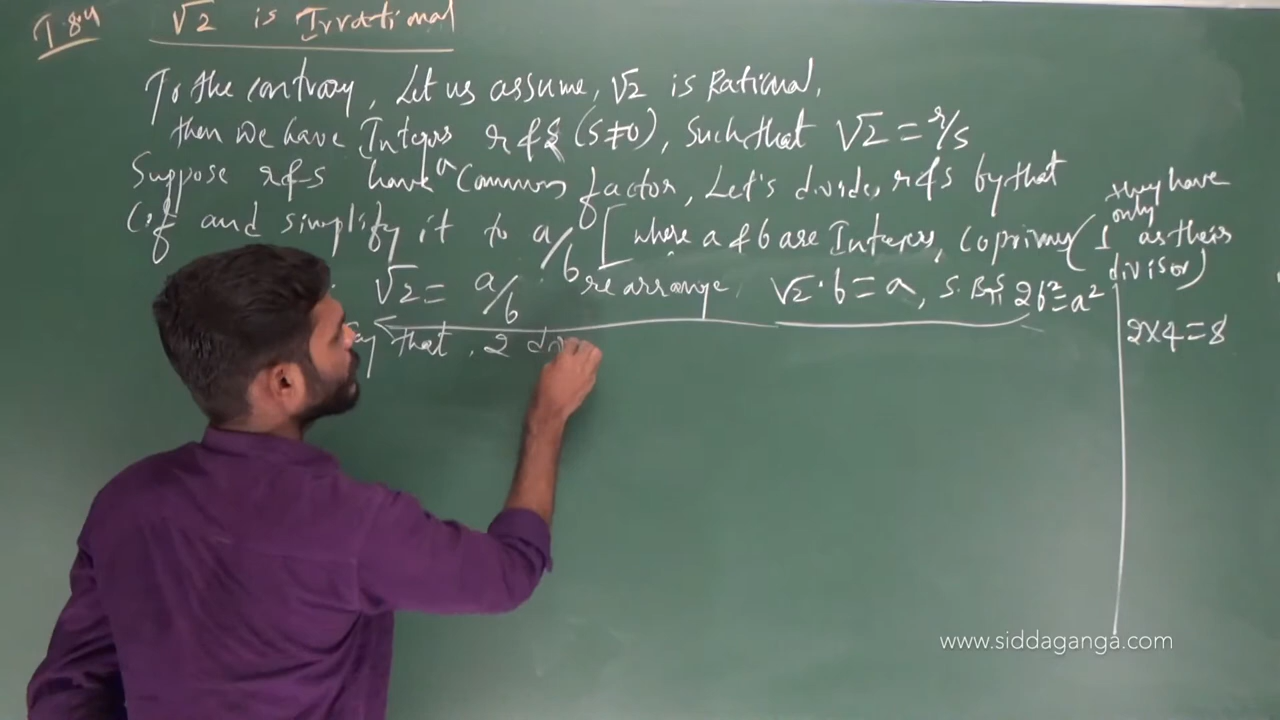 T 8.4 √2 is Irrational
To the contrary, Let us assume, √2 is Rational,
then we have Integers r & s (s≠0), Such that √2 = r/s
Suppose r & s have a Common factor, Let's divide r & s by that
C.f and simplify it to a/b [where a & b are Integers, Coprime (they have only 1 as their divisor)
√2 = a/b rearrange √2·b = a, S.B.S 2b² = a²
2×4=8
that, 2
www.siddaganga.com